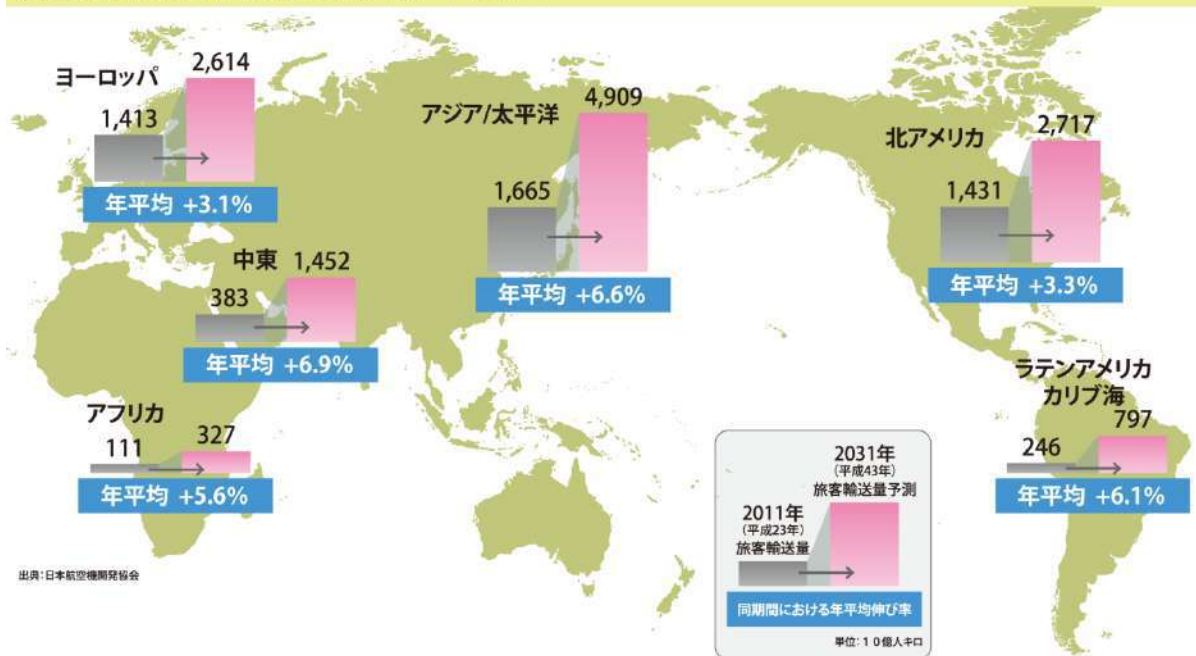 ヨーロッパ
1,413
2,614
年平均 +3.1%
アジア/太平洋
1,665
4,909
年平均 +6.6%
北アメリカ
1,431
2,717
年平均 +3.3%
中東
383
1,452
年平均 +6.9%
アフリカ
111
327
年平均 +5.6%
ラテンアメリカ
カリブ海
246
797
年平均 +6.1%
2031年
(平成43年)
旅客輸送量予測
2011年
(平成23年)
旅客輸送量
同期間における年平均伸び率
単位:10億人キロ
出典:日本航空機開発協会